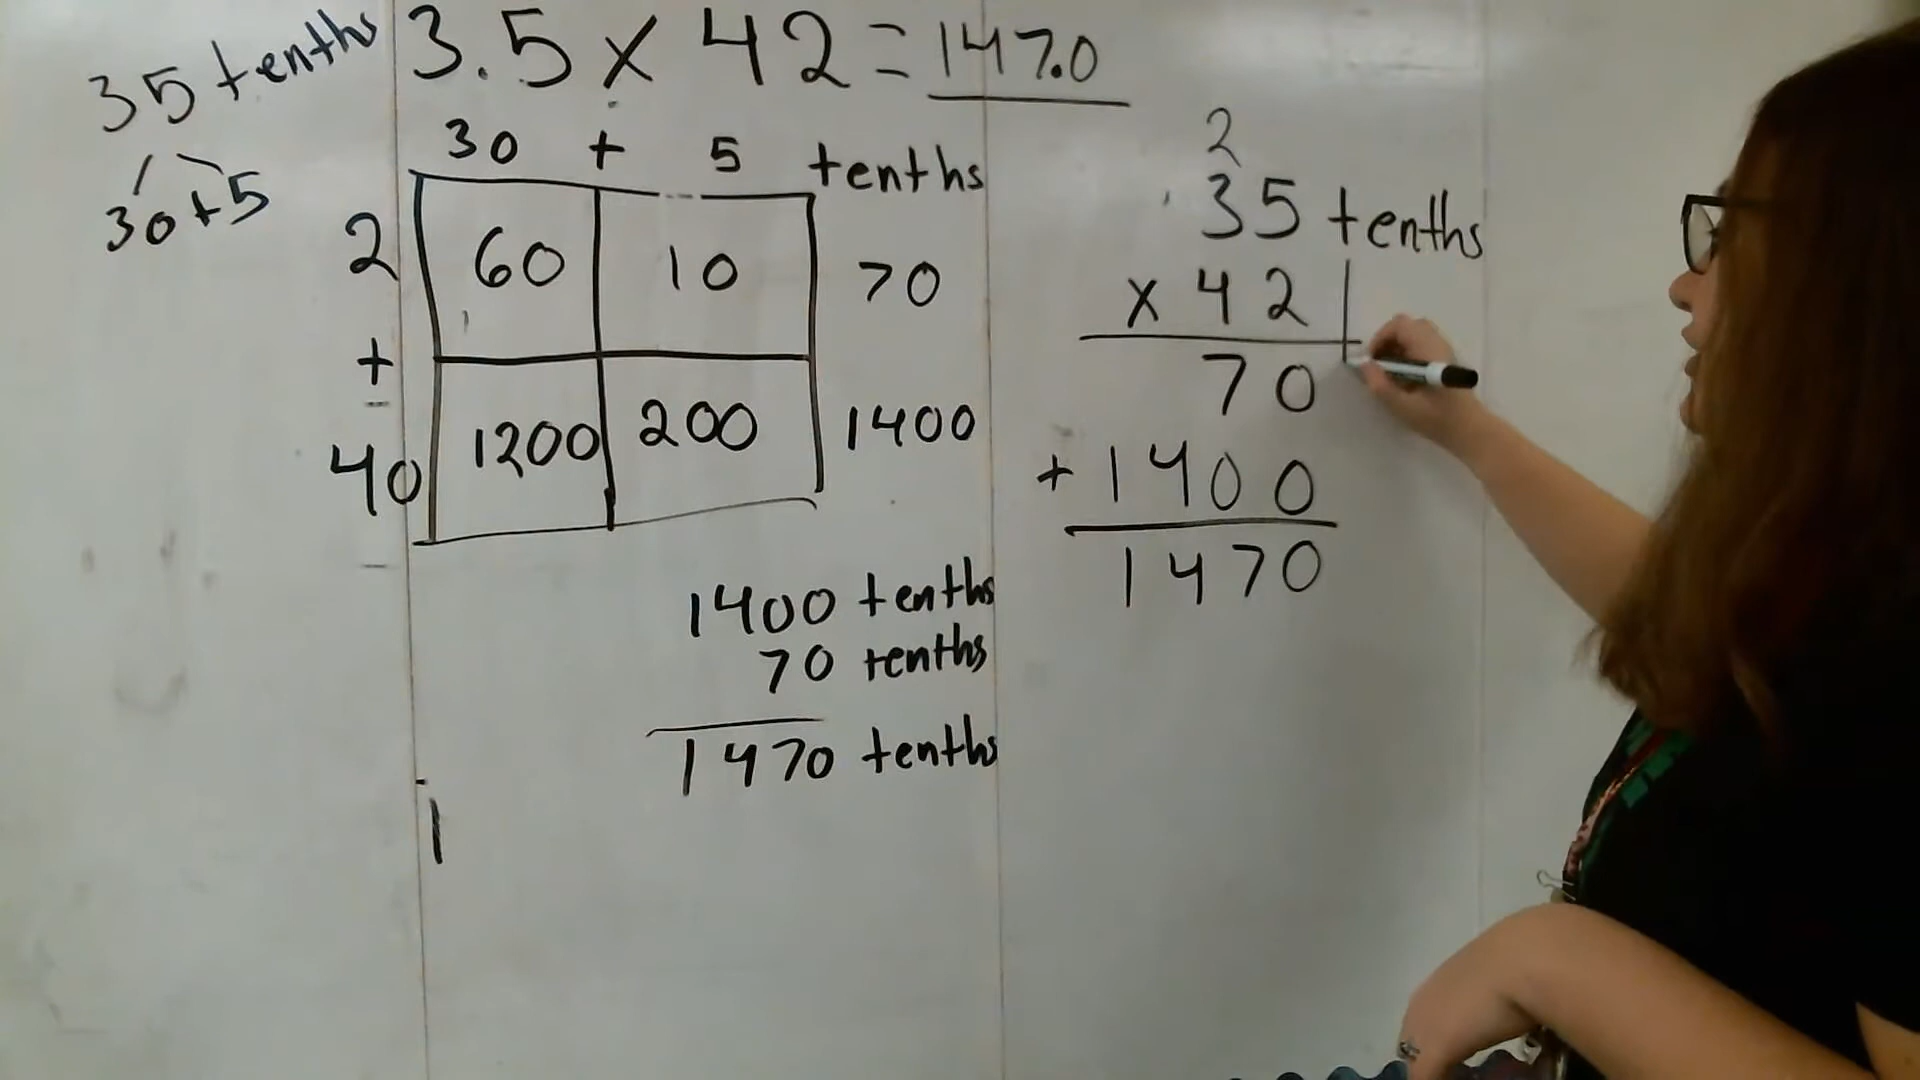 35 tenths
30+5
3.5 x 42 = 147.0
30 + 5 tenths
2 60 10 70
+
40 1200 200 1400
1400 tenths
70 tenths
1470 tenths
2
35 tenths
x 42
70
+ 1400
1470